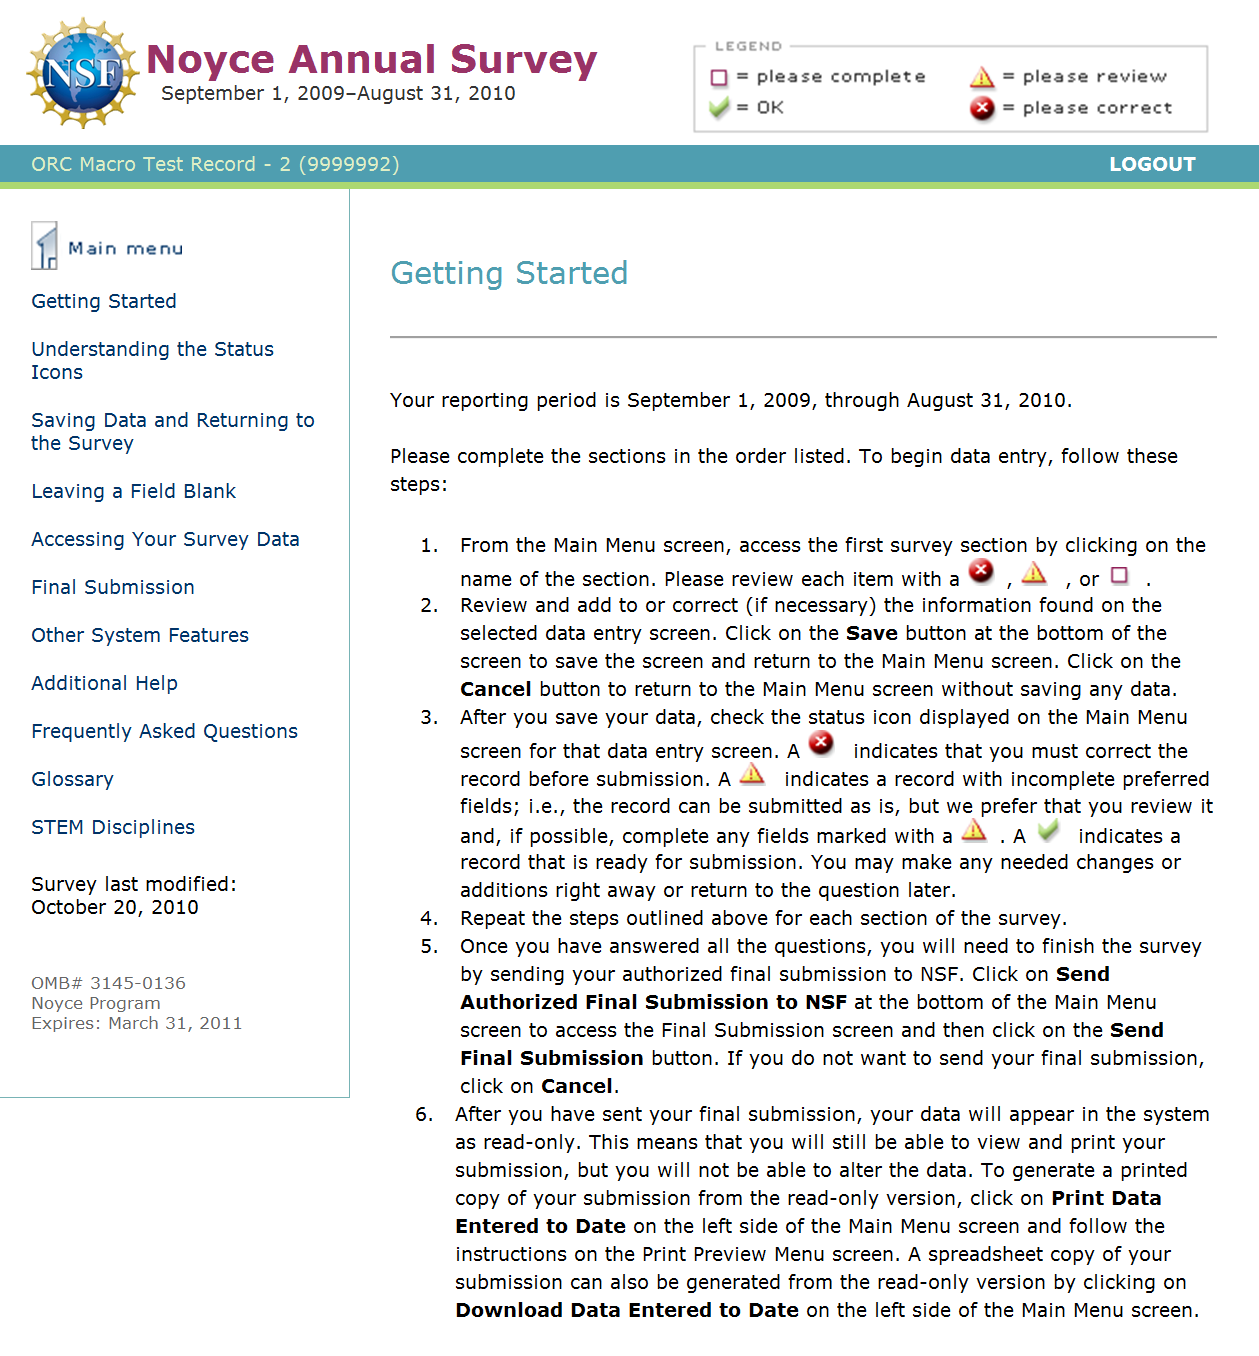 NSF
Noyce Annual Survey
September 1, 2009–August 31, 2010
LEGEND
= please complete
= please review
= OK
= please correct
ORC Macro Test Record - 2 (9999992)
LOGOUT
Main menu
Getting Started
Understanding the Status
Icons
Saving Data and Returning to
the Survey
Leaving a Field Blank
Accessing Your Survey Data
Final Submission
Other System Features
Additional Help
Frequently Asked Questions
Glossary
STEM Disciplines
Survey last modified:
October 20, 2010
OMB# 3145-0136
Noyce Program
Expires: March 31, 2011
Getting Started
Your reporting period is September 1, 2009, through August 31, 2010.
Please complete the sections in the order listed. To begin data entry, follow these
steps:
1. From the Main Menu screen, access the first survey section by clicking on the
name of the section. Please review each item with a , , or .
2. Review and add to or correct (if necessary) the information found on the
selected data entry screen. Click on the Save button at the bottom of the
screen to save the screen and return to the Main Menu screen. Click on the
Cancel button to return to the Main Menu screen without saving any data.
3. After you save your data, check the status icon displayed on the Main Menu
screen for that data entry screen. A indicates that you must correct the
record before submission. A indicates a record with incomplete preferred
fields; i.e., the record can be submitted as is, but we prefer that you review it
and, if possible, complete any fields marked with a . A indicates a
record that is ready for submission. You may make any needed changes or
additions right away or return to the question later.
4. Repeat the steps outlined above for each section of the survey.
5. Once you have answered all the questions, you will need to finish the survey
by sending your authorized final submission to NSF. Click on Send
Authorized Final Submission to NSF at the bottom of the Main Menu
screen to access the Final Submission screen and then click on the Send
Final Submission button. If you do not want to send your final submission,
click on Cancel.
6. After you have sent your final submission, your data will appear in the system
as read-only. This means that you will still be able to view and print your
submission, but you will not be able to alter the data. To generate a printed
copy of your submission from the read-only version, click on Print Data
Entered to Date on the left side of the Main Menu screen and follow the
instructions on the Print Preview Menu screen. A spreadsheet copy of your
submission can also be generated from the read-only version by clicking on
Download Data Entered to Date on the left side of the Main Menu screen.